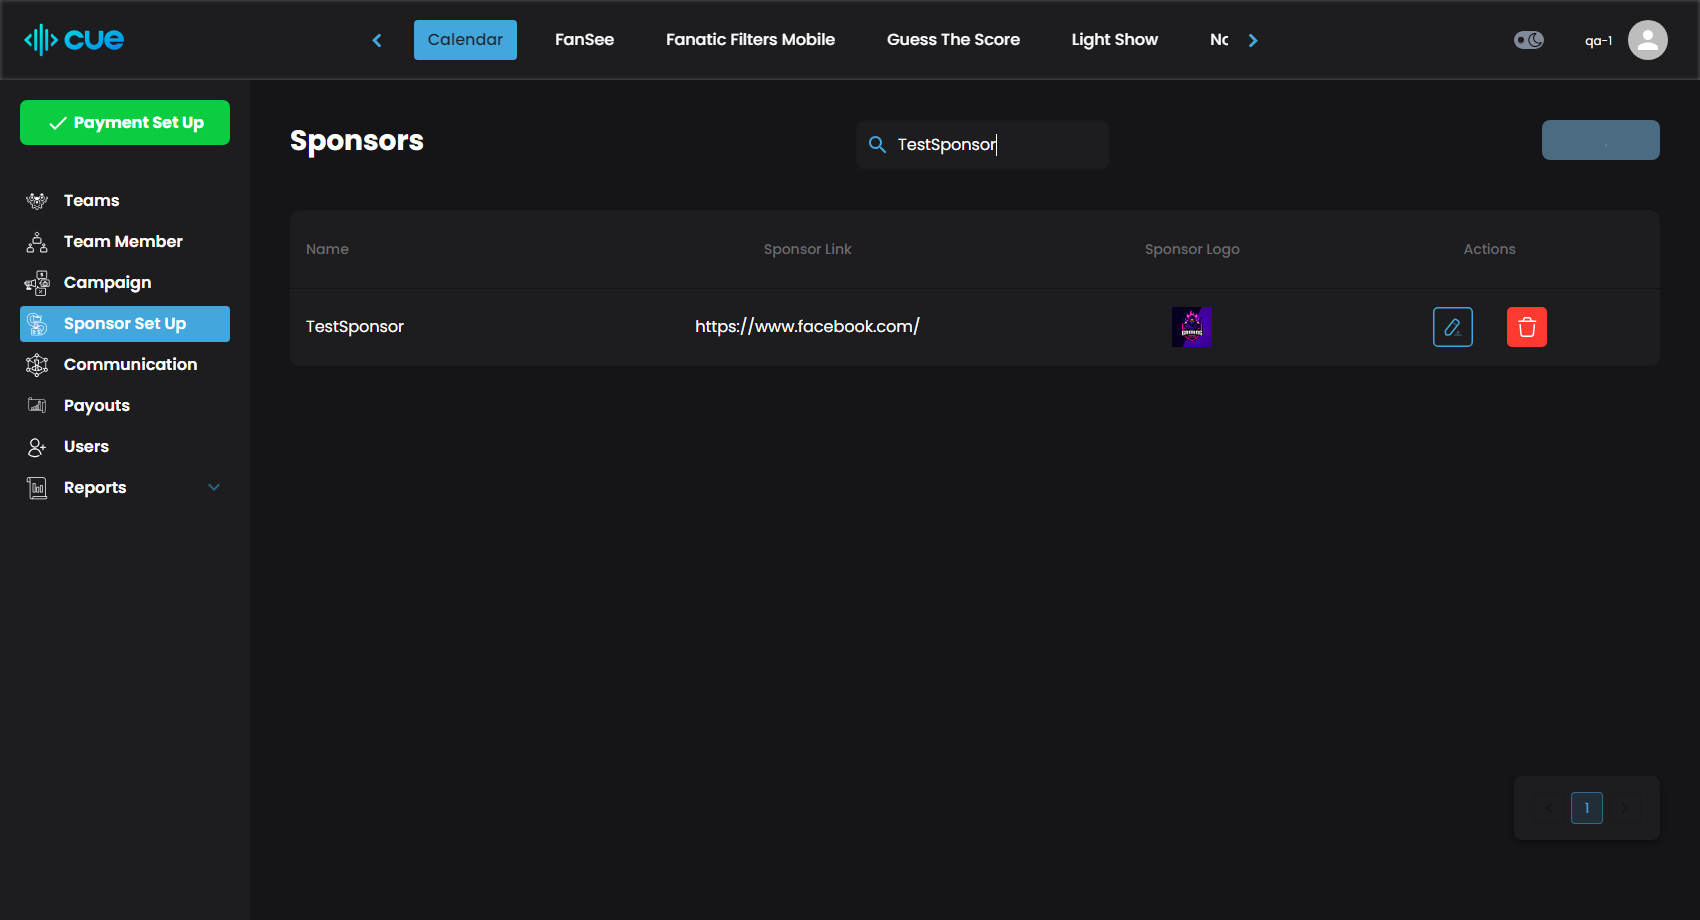 cue
Calendar
FanSee
Fanatic Filters Mobile
Guess The Score
Light Show
qa-1
Payment Set Up
Teams
Team Member
Campaign
Sponsor Set Up
Communication
Payouts
Users
Reports
Sponsors
TestSponsor
Name Sponsor Link Sponsor Logo Actions
TestSponsor https://www.facebook.com/
GAMING
1